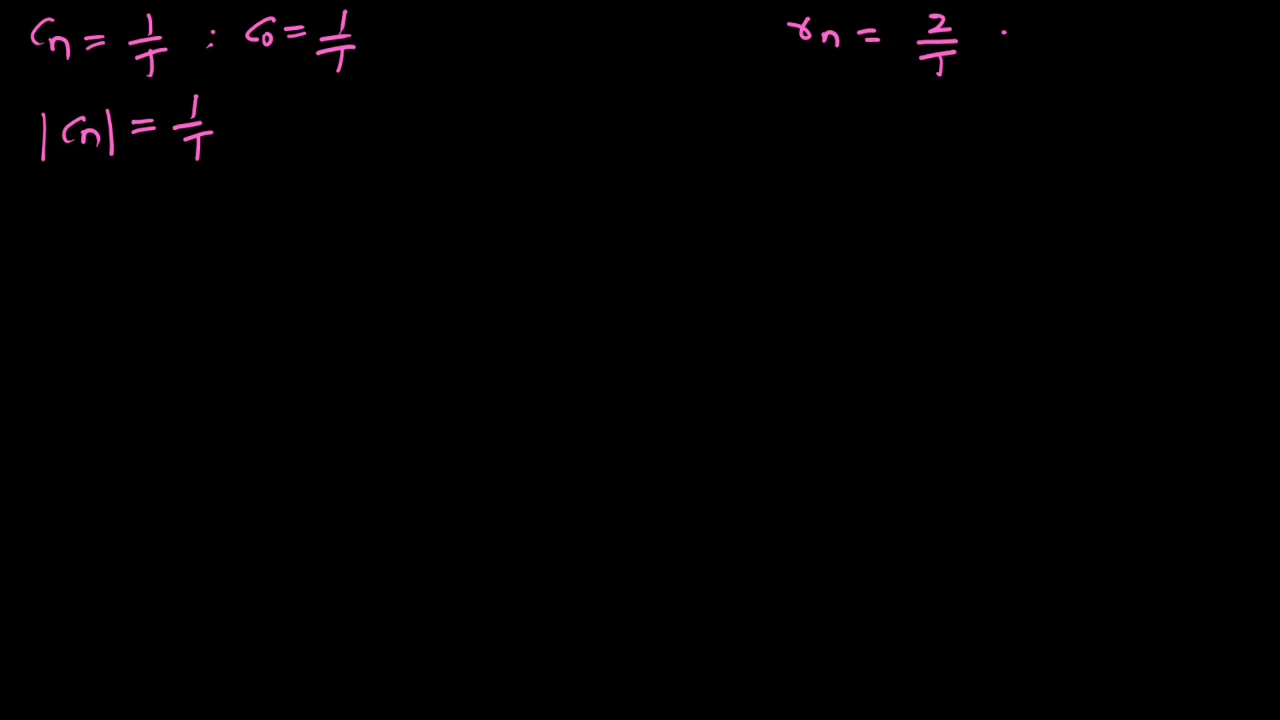 Cn = 1/T ; C0 = 1/T
γn = 2/T .
|Cn| = 1/T